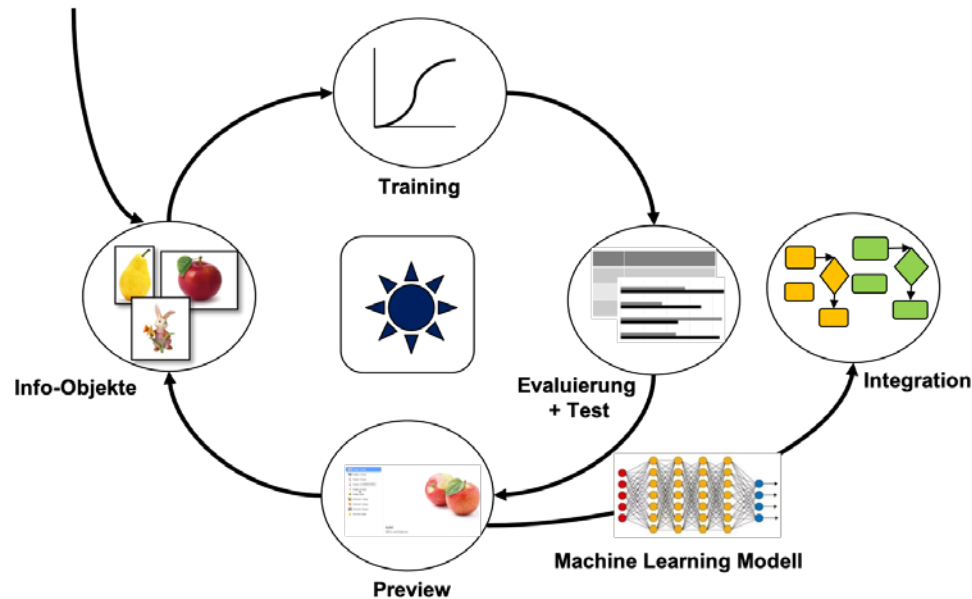 Training
Info-Objekte
Evaluierung
+ Test
Integration
Machine Learning Modell
Preview